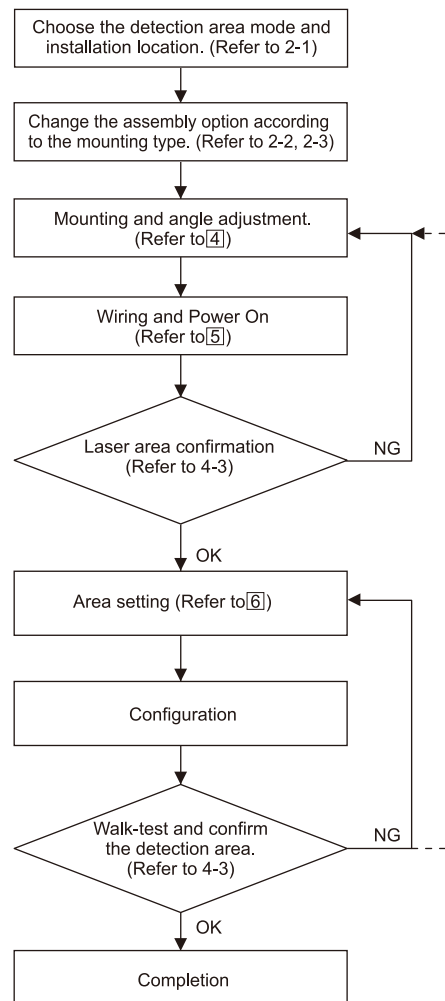 Choose the detection area mode and
installation location. (Refer to 2-1)
Change the assembly option according
to the mounting type. (Refer to 2-2, 2-3)
Mounting and angle adjustment.
(Refer to 4)
Wiring and Power On
(Refer to 5)
Laser area confirmation
(Refer to 4-3)
NG
OK
Area setting (Refer to 6)
Configuration
Walk-test and confirm
the detection area.
(Refer to 4-3)
NG
OK
Completion